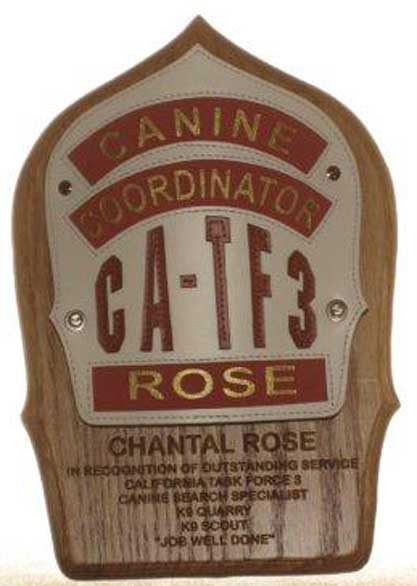 CANINE
COORDINATOR
CA-TF3
ROSE
CHANTAL ROSE
IN RECOGNITION OF OUTSTANDING SERVICE
CALIFORNIA TASK FORCE 3
CANINE SEARCH SPECIALIST
K9 QUARRY
K9 SCOUT
"JOB WELL DONE"